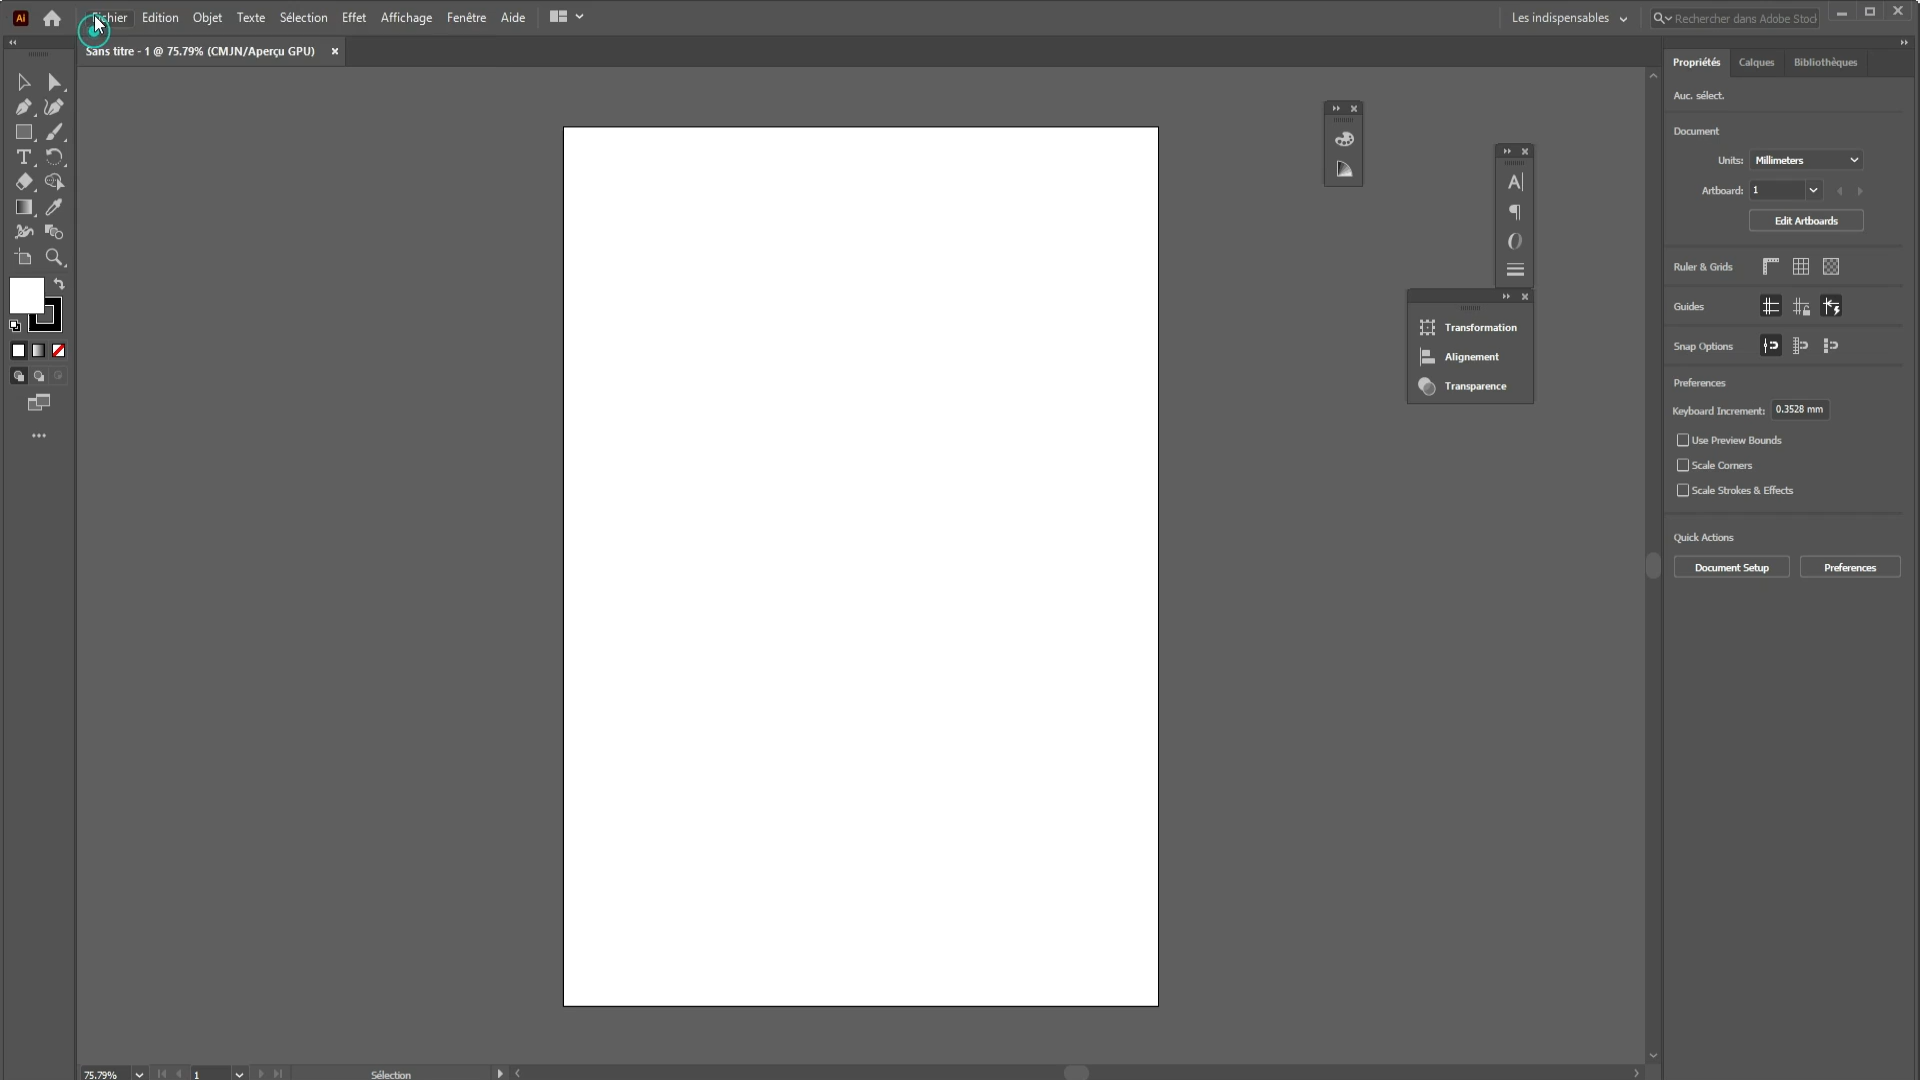 Ai Fichier Edition Objet Texte Sélection Effet Affichage Fenêtre Aide Les indispensables Rechercher dans Adobe Stock
Sans titre - 1 @ 75.79% (CMJN/Aperçu GPU)
Propriétés Calques Bibliothèques
Auc. sélect.
Document
Units: Millimeters
Artboard: 1
Edit Artboards
Ruler & Grids
Guides
Snap Options
Preferences
Keyboard Increment: 0.3528 mm
Use Preview Bounds
Scale Corners
Scale Strokes & Effects
Quick Actions
Document Setup Preferences
Transformation
Alignement
Transparence
75.79% 1 Sélection